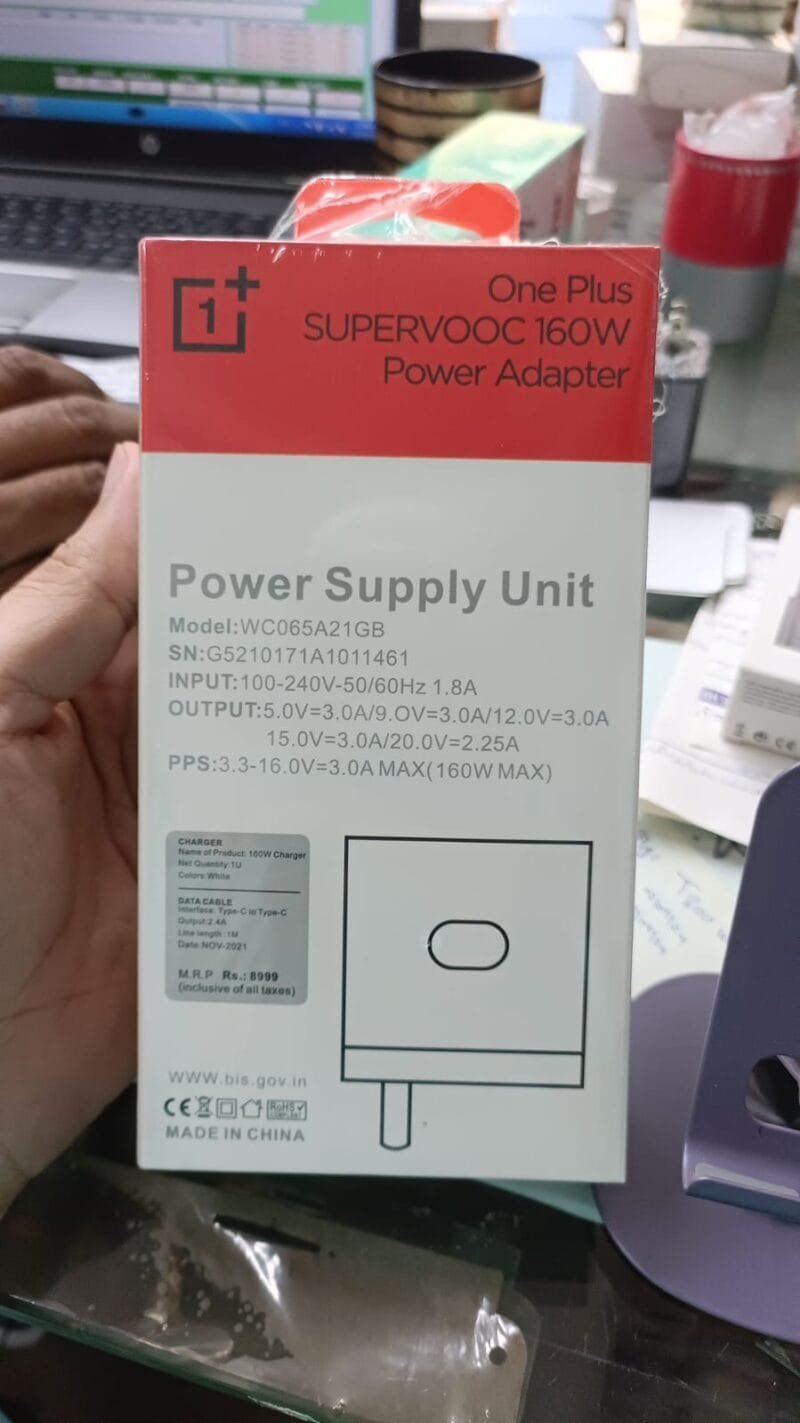 1+
One Plus
SUPERVOOC 160W
Power Adapter
Power Supply Unit
Model:WC065A21GB
SN:G5210171A1011461
INPUT:100-240V-50/60Hz 1.8A
OUTPUT:5.0V=3.0A/9.OV=3.0A/12.0V=3.0A
15.0V=3.0A/20.0V=2.25A
PPS:3.3-16.0V=3.0A MAX(160W MAX)
CHARGER
Name of Product: 160W Charger
Net Quantity:1U
Colors:White
DATA CABLE
Interface: Type-C to Type-C
Output:2.4A
Line length :1M
Date:NOV-2021
M.R.P Rs.: 8999
(inclusive of all taxes)
WWW.bis.gov.in
CE RoHS
MADE IN CHINA